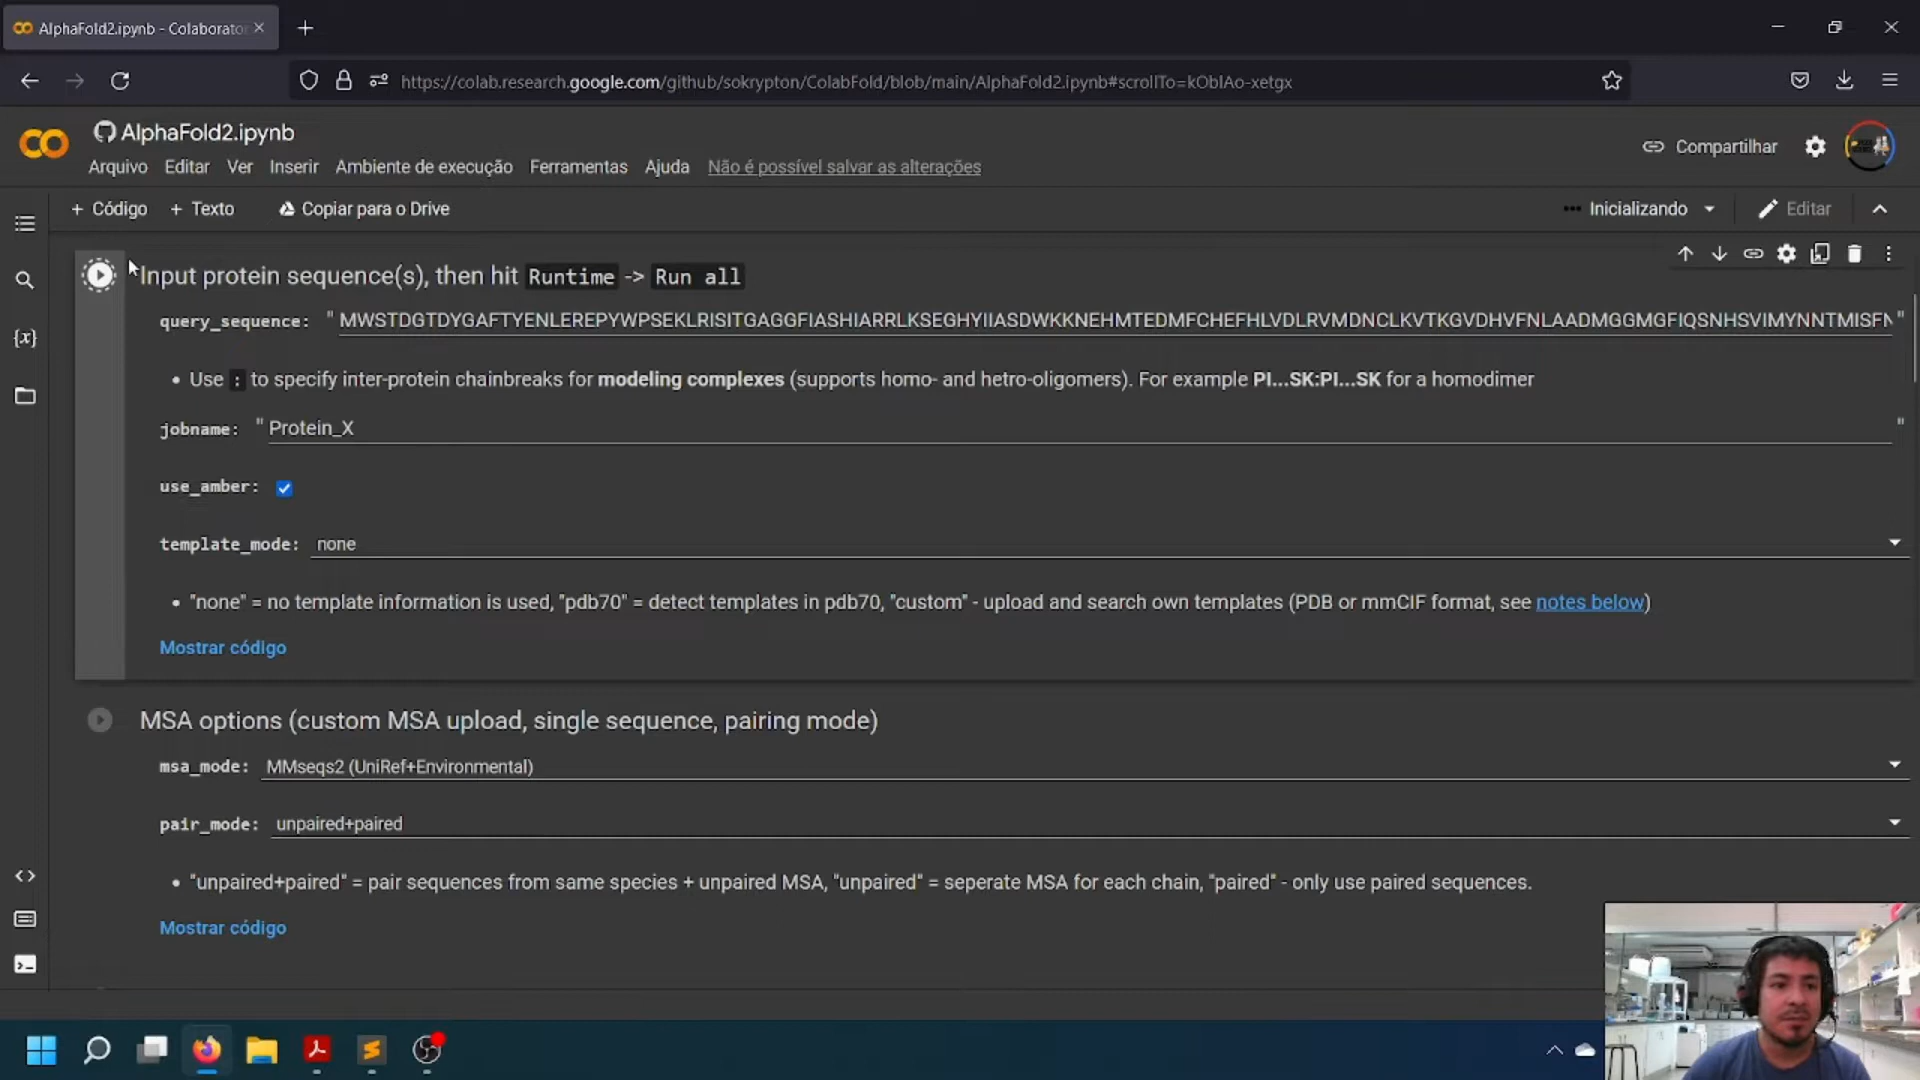 AlphaFold2.ipynb - Colaborato
https://colab.research.google.com/github/sokrypton/ColabFold/blob/main/AlphaFold2.ipynb#scrollTo=kOblAo-xetgx
AlphaFold2.ipynb
Arquivo Editar Ver Inserir Ambiente de execução Ferramentas Ajuda Não é possível salvar as alterações
Compartilhar
+ Código + Texto Copiar para o Drive
Inicializando Editar
Input protein sequence(s), then hit Runtime -> Run all
query_sequence: " MWSTDGTDYGAFTYENLEREPYWPSEKLRISITGAGGFIASHIARRLKSEGHYIIASDWKKNEHMTEDMFCHEFHLVDLRVMDNCLKVTKGVDHVFNLAADMGGMGFIQSNHSVIMYNNTMISFN "
• Use : to specify inter-protein chainbreaks for modeling complexes (supports homo- and hetro-oligomers). For example PI...SK:PI...SK for a homodimer
jobname: " Protein_X "
use_amber:
template_mode: none
• "none" = no template information is used, "pdb70" = detect templates in pdb70, "custom" - upload and search own templates (PDB or mmCIF format, see notes below)
Mostrar código
MSA options (custom MSA upload, single sequence, pairing mode)
msa_mode: MMseqs2 (UniRef+Environmental)
pair_mode: unpaired+paired
• "unpaired+paired" = pair sequences from same species + unpaired MSA, "unpaired" = seperate MSA for each chain, "paired" - only use paired sequences.
Mostrar código